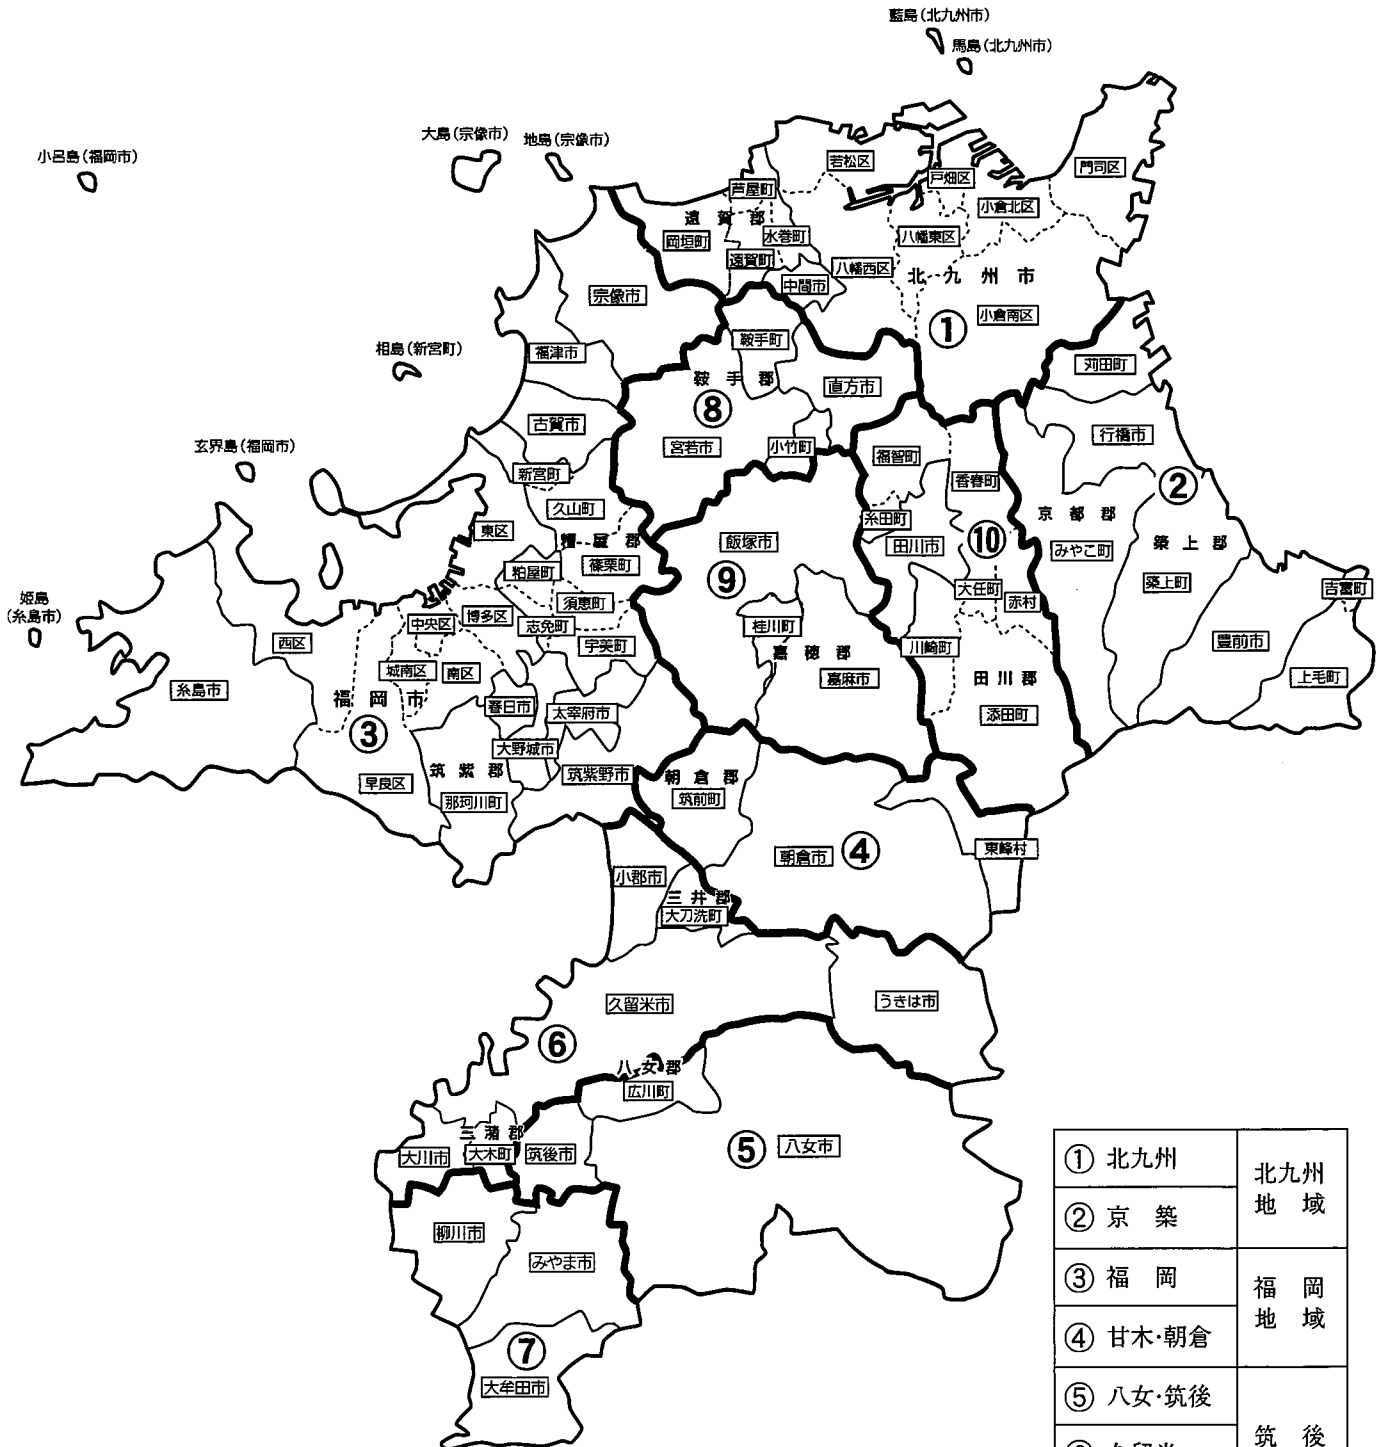 藍島(北九州市)
馬島(北九州市)
大島(宗像市)
地島(宗像市)
小呂島(福岡市)
若松区
門司区
戸畑区
芦屋町
小倉北区
遠賀郡
岡垣町
水巻町
八幡東区
遠賀町
八幡西区
北九州市
中間市
宗像市
小倉南区
①
鞍手町
相島(新宮町)
福津市
苅田町
鞍手郡
直方市
⑧
古賀市
行橋市
玄界島(福岡市)
宮若市
小竹町
福智町
新宮町
香春町
②
久山町
京都郡
糸田町
東区
糟屋郡
飯塚市
⑩
田川市
みやこ町
築上郡
篠栗町
粕屋町
⑨
築上町
吉富町
姫島
(糸島市)
須恵町
大任町
赤村
博多区
中央区
志免町
桂川町
西区
宇美町
川崎町
豊前市
嘉穂郡
城南区
南区
嘉麻市
田川郡
上毛町
糸島市
福岡市
春日市
太宰府市
添田町
③
大野城市
筑紫郡
筑紫野市
朝倉郡
早良区
那珂川町
筑前町
朝倉市
④
東峰村
小郡市
三井郡
大刀洗町
久留米市
うきは市
⑥
八女郡
広川町
三潴郡
大川市
大木町
筑後市
⑤
八女市
柳川市
みやま市
⑦
大牟田市
① 北九州
北九州
地域
② 京築
③ 福岡
福岡
地域
④ 甘木・朝倉
⑤ 八女・筑後
筑後